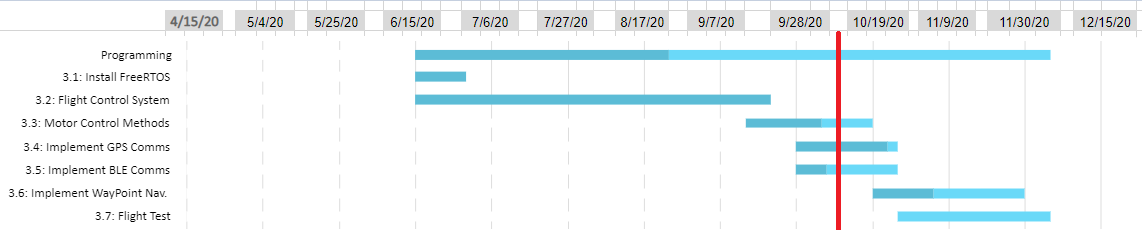 4/15/20 5/4/20 5/25/20 6/15/20 7/6/20 7/27/20 8/17/20 9/7/20 9/28/20 10/19/20 11/9/20 11/30/20 12/15/20
Programming
3.1: Install FreeRTOS
3.2: Flight Control System
3.3: Motor Control Methods
3.4: Implement GPS Comms
3.5: Implement BLE Comms
3.6: Implement WayPoint Nav.
3.7: Flight Test